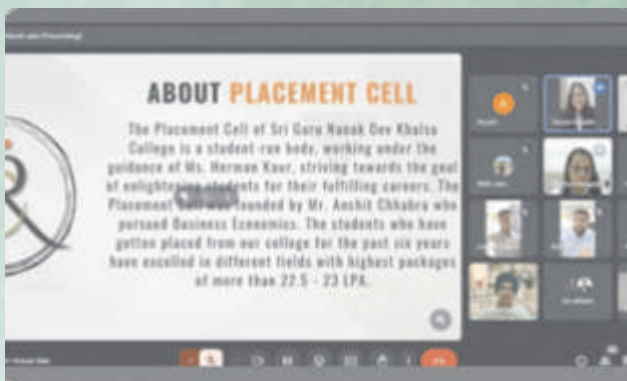 ABOUT PLACEMENT CELL
The Placement Cell of Sri Guru Nanak Dev Khalsa
College is a student-run body, working under the
guidance of Ms. Herman Kaur, striving towards the goal
of enlightening students for their fulfilling careers. The
Placement Cell was founded by Mr. Anchit Chhabra who
pursued Business Economics. The students who have
gotten placed from our college for the past six years
have excelled in different fields with highest packages
of more than 22.5 - 23 LPA.